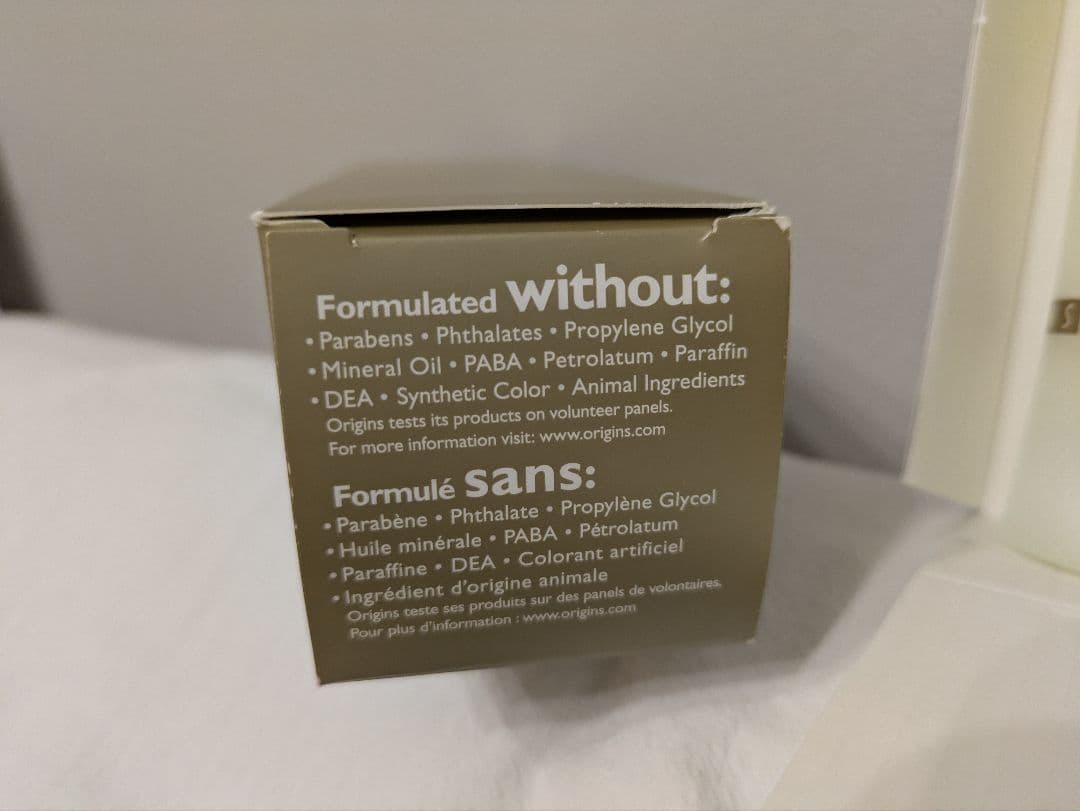 Formulated without:
• Parabens • Phthalates • Propylene Glycol
• Mineral Oil • PABA • Petrolatum • Paraffin
• DEA • Synthetic Color • Animal Ingredients
Origins tests its products on volunteer panels.
For more information visit: www.origins.com
Formulé sans:
• Parabène • Phthalate • Propylène Glycol
• Huile minérale • PABA • Pétrolatum
• Paraffine • DEA • Colorant artificiel
• Ingrédient d'origine animale
Origins teste ses produits sur des panels de volontaires.
Pour plus d'information : www.origins.com